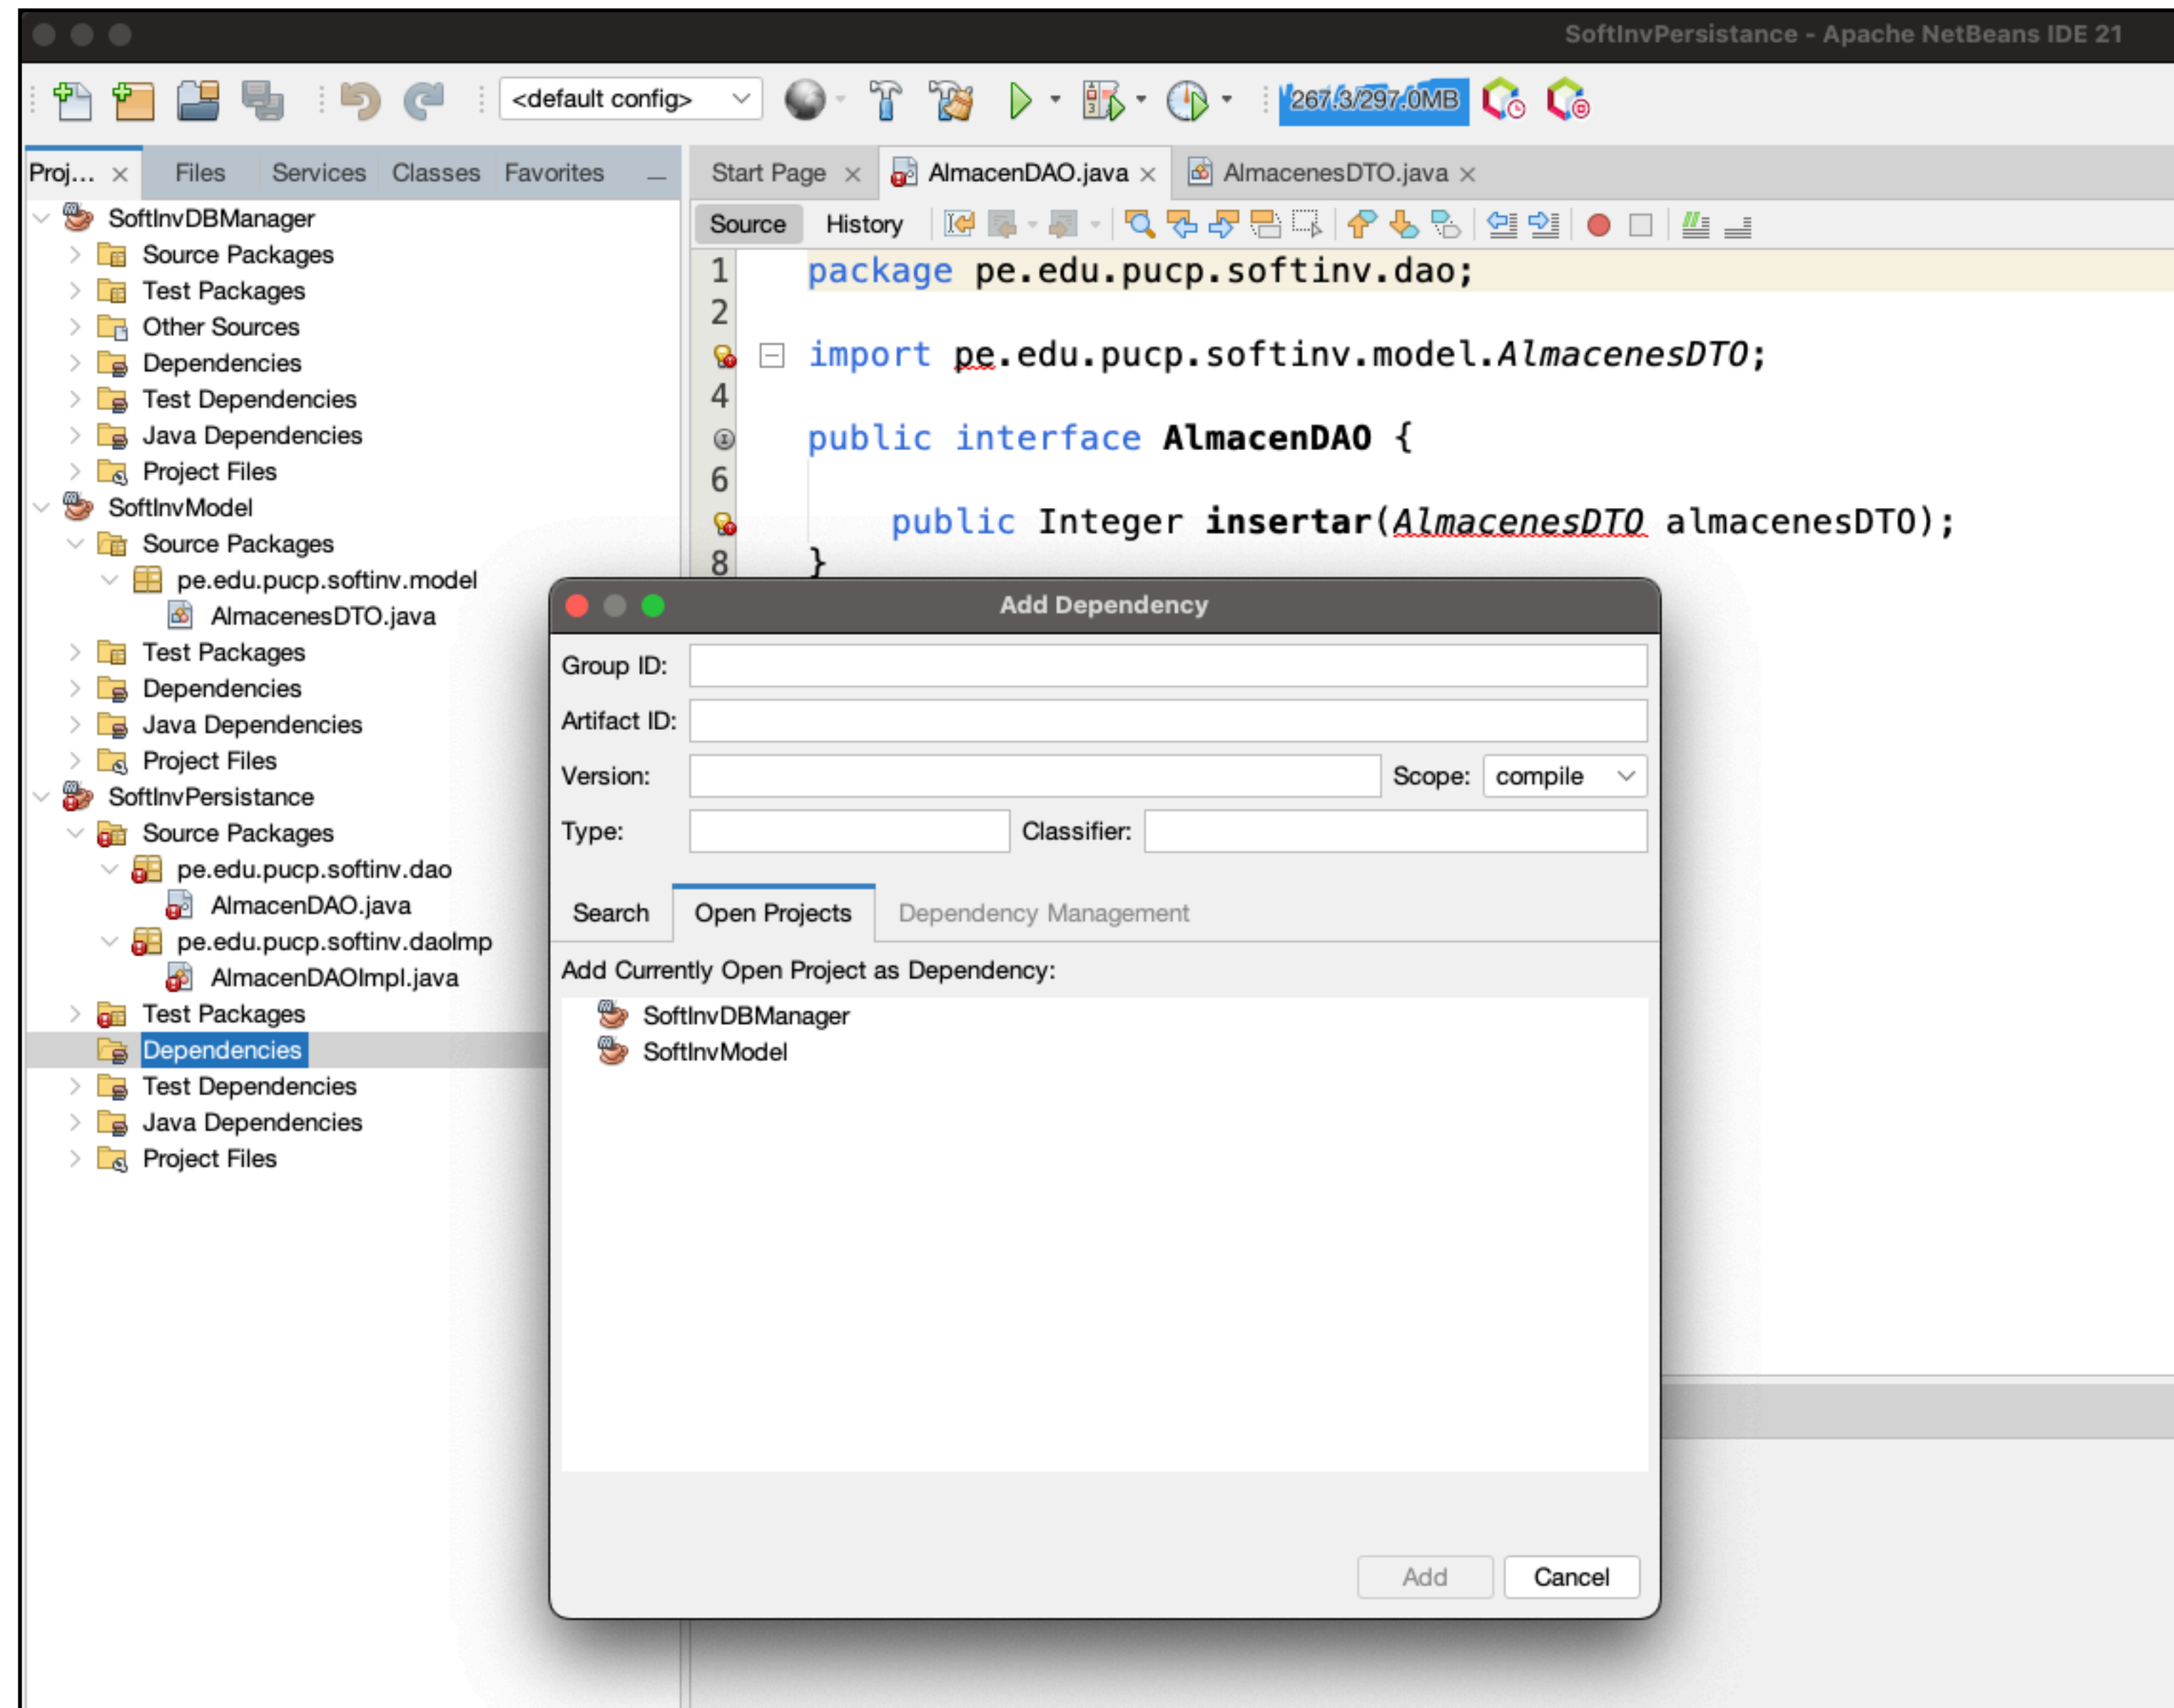 SoftInvPersistance - Apache NetBeans IDE 21
<default config>
267.3/297.0MB
Proj...
Files
Services
Classes
Favorites
SoftInvDBManager
Source Packages
Test Packages
Other Sources
Dependencies
Test Dependencies
Java Dependencies
Project Files
SoftInvModel
Source Packages
pe.edu.pucp.softinv.model
AlmacenesDTO.java
Test Packages
Dependencies
Java Dependencies
Project Files
SoftInvPersistance
Source Packages
pe.edu.pucp.softinv.dao
AlmacenDAO.java
pe.edu.pucp.softinv.daoImp
AlmacenDAOImpl.java
Test Packages
Dependencies
Test Dependencies
Java Dependencies
Project Files
Start Page
AlmacenDAO.java
AlmacenesDTO.java
Source
History
1 package pe.edu.pucp.softinv.dao;
2
import pe.edu.pucp.softinv.model.AlmacenesDTO;
4
public interface AlmacenDAO {
6
public Integer insertar(AlmacenesDTO almacenesDTO);
8 }
Add Dependency
Group ID:
Artifact ID:
Version:
Scope: compile
Type:
Classifier:
Search
Open Projects
Dependency Management
Add Currently Open Project as Dependency:
SoftInvDBManager
SoftInvModel
Add
Cancel